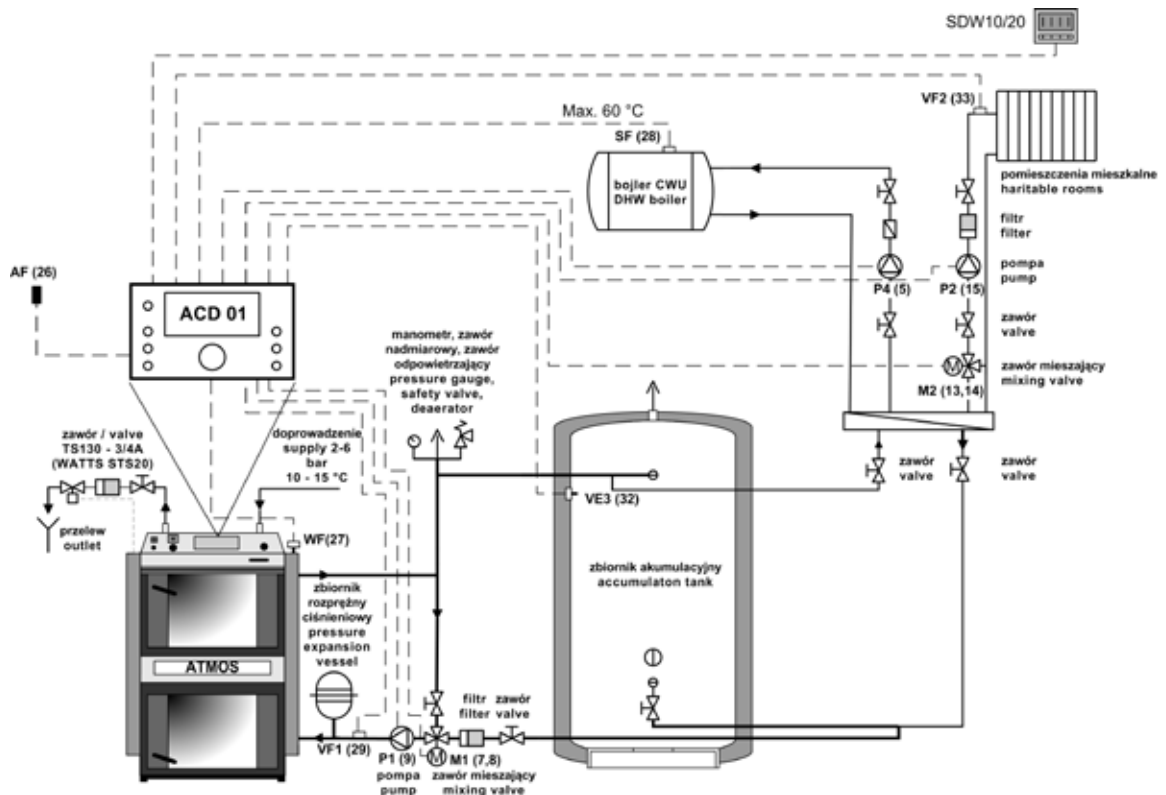 SDW10/20
VF2 (33)
Max. 60 °C
SF (28)
bojler CWU
DHW boiler
pomieszczenia mieszkalne
haritable rooms
filtr
filter
pompa
pump
P4 (5)
P2 (15)
zawór
valve
zawór mieszający
mixing valve
M
M2 (13,14)
AF (26)
ACD 01
manometr, zawór
nadmiarowy, zawór
odpowietrzający
pressure gauge,
safety valve,
deaerator
zawór / valve
TS130 - 3/4A
(WATTS STS20)
doprowadzenie
supply 2-6
bar
10 - 15 °C
zawór
valve
zawór
valve
VE3 (32)
przelew
outlet
WF(27)
zbiornik akumulacyjny
accumulaton tank
zbiornik
rozprężny
ciśnieniowy
pressure
expansion
vessel
ATMOS
filtr zawór
filter valve
VF1 (29)
P1 (9)
pompa
pump
M
M1 (7,8)
zawór mieszający
mixing valve